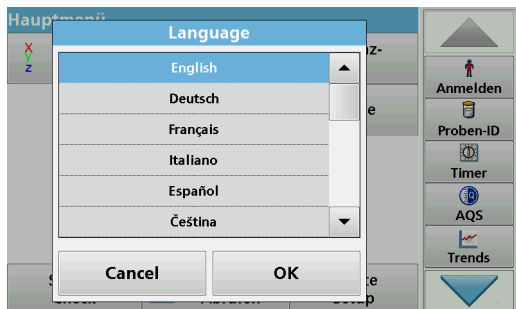 Hauptmenü
Language
X
y
z
English
Deutsch
Français
Italiano
Español
Čeština
Cancel
OK
Anmelden
Proben-ID
Timer
AQS
Trends